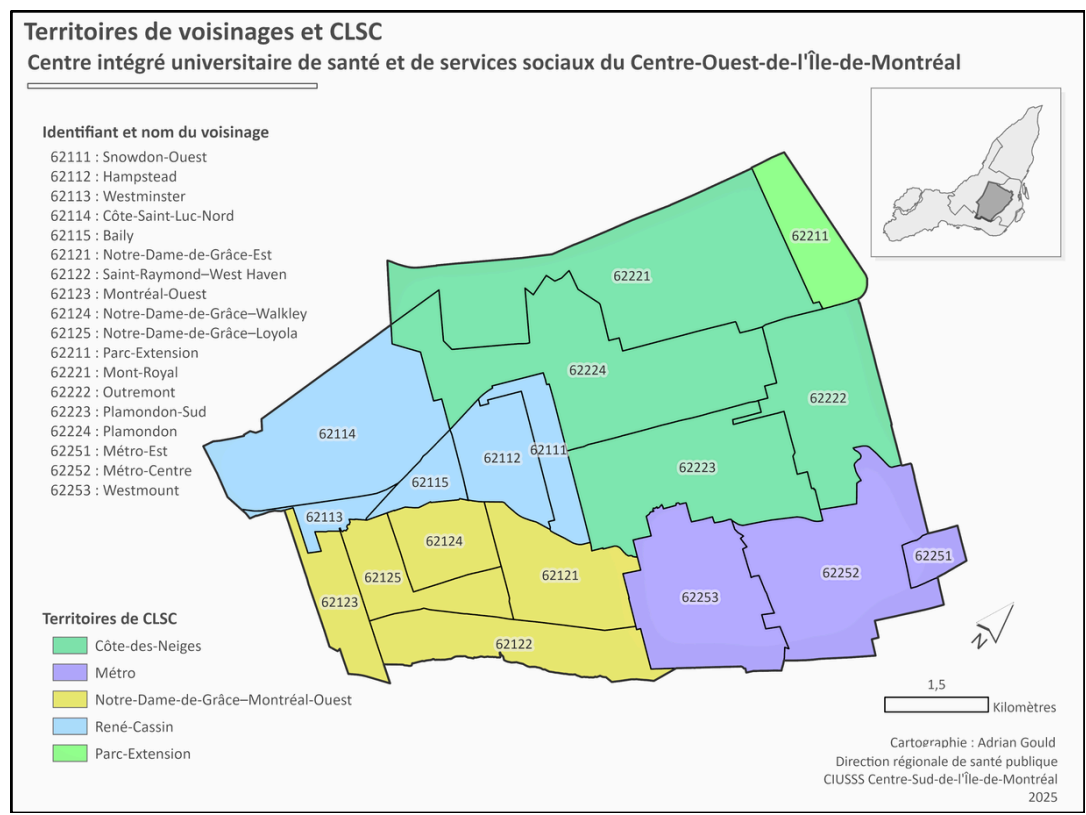 Territoires de voisinages et CLSC
Centre intégré universitaire de santé et de services sociaux du Centre-Ouest-de-l'Île-de-Montréal
Identifiant et nom du voisinage
62111 : Snowdon-Ouest
62112 : Hampstead
62113 : Westminster
62114 : Côte-Saint-Luc-Nord
62115 : Baily
62121 : Notre-Dame-de-Grâce-Est
62122 : Saint-Raymond–West Haven
62123 : Montréal-Ouest
62124 : Notre-Dame-de-Grâce–Walkley
62125 : Notre-Dame-de-Grâce–Loyola
62211 : Parc-Extension
62221 : Mont-Royal
62222 : Outremont
62223 : Plamondon-Sud
62224 : Plamondon
62251 : Métro-Est
62252 : Métro-Centre
62253 : Westmount
62211
62221
62224
62222
62114
62111
62112
62223
62115
62113
62124
62251
62252
62121
62125
62253
62123
62122
Territoires de CLSC
Côte-des-Neiges
Métro
Notre-Dame-de-Grâce–Montréal-Ouest
René-Cassin
Parc-Extension
N
1,5
Kilomètres
Cartographie : Adrian Gould
Direction régionale de santé publique
CIUSSS Centre-Sud-de-l'Île-de-Montréal
2025